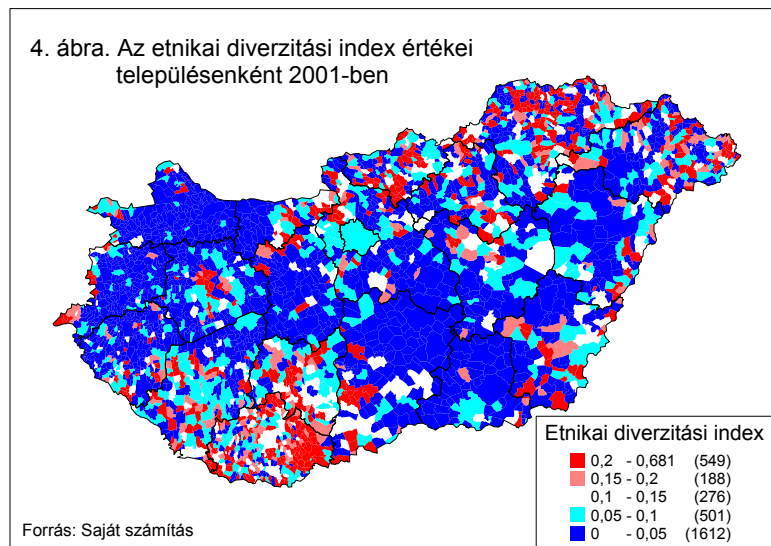 4. ábra. Az etnikai diverzitási index értékei
településenként 2001-ben
Etnikai diverzitási index
0,2 - 0,681 (549)
0,15 - 0,2 (188)
0,1 - 0,15 (276)
0,05 - 0,1 (501)
0 - 0,05 (1612)
Forrás: Saját számítás